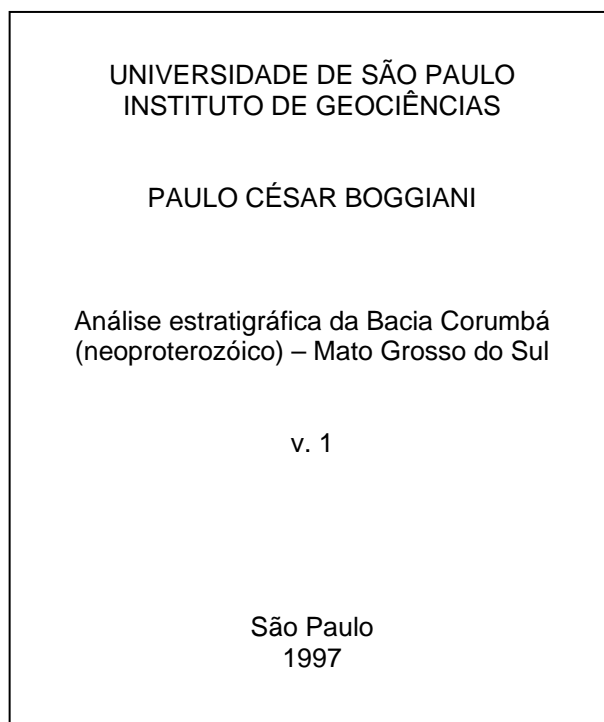 UNIVERSIDADE DE SÃO PAULO
INSTITUTO DE GEOCIÊNCIAS
PAULO CÉSAR BOGGIANI
Análise estratigráfica da Bacia Corumbá
(neoproterozóico) – Mato Grosso do Sul
v. 1
São Paulo
1997